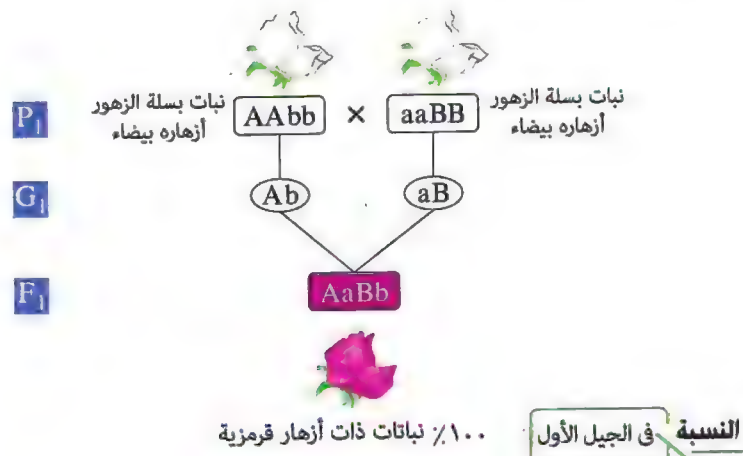 P₁
نبات بسلة الزهور
أزهاره بيضاء
AAbb × aaBB
نبات بسلة الزهور
أزهاره بيضاء
G₁
Ab aB
F₁
AaBb
١٠٠٪ نباتات ذات أزهار قرمزية
النسبة فى الجيل الأول